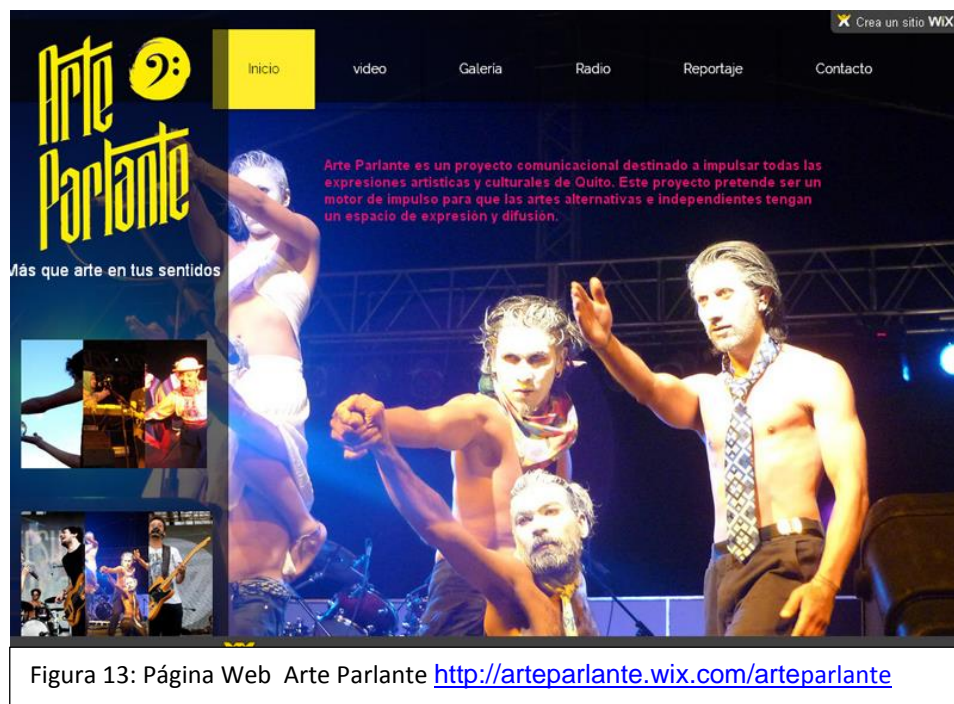 Crea un sitio WiX
Arte
Parlante
Más que arte en tus sentidos
Inicio video Galería Radio Reportaje Contacto
Arte Parlante es un proyecto comunicacional destinado a impulsar todas las
expresiones artisticas y culturales de Quito. Este proyecto pretende ser un
motor de impulso para que las artes alternativas e independientes tengan
un espacio de expresión y difusión.
Figura 13: Página Web Arte Parlante http://arteparlante.wix.com/arteparlante